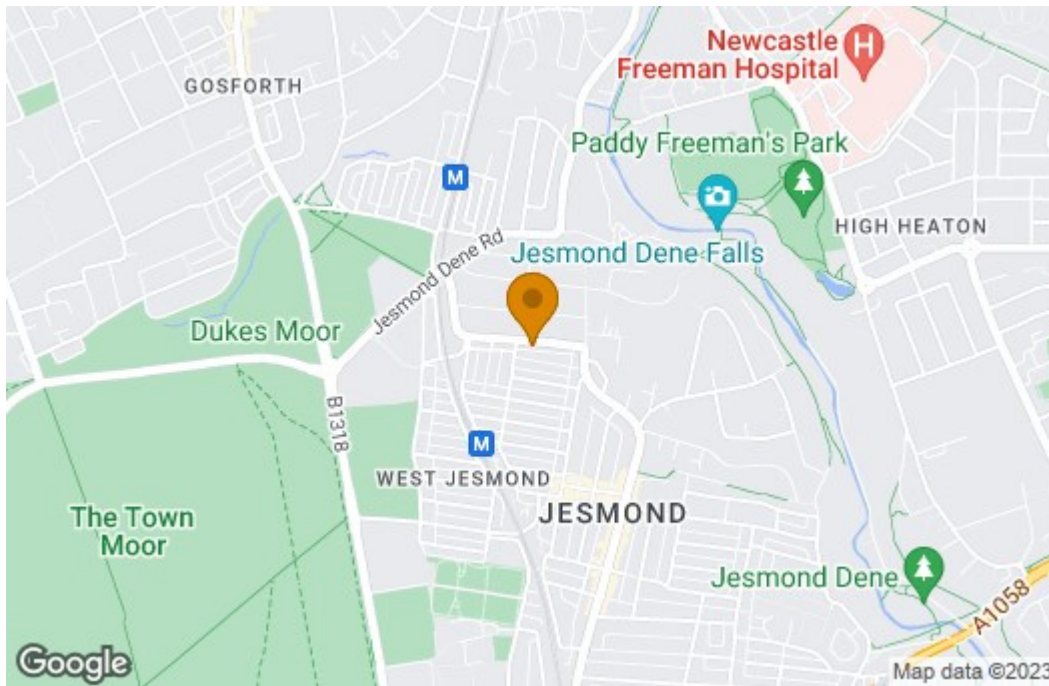 Newcastle
Freeman Hospital
H
GOSFORTH
Paddy Freeman's Park
M
HIGH HEATON
Jesmond Dene Rd
Jesmond Dene Falls
Dukes Moor
B1318
M
WEST JESMOND
JESMOND
The Town
Moor
Jesmond Dene
A1058
Google
Map data ©2023